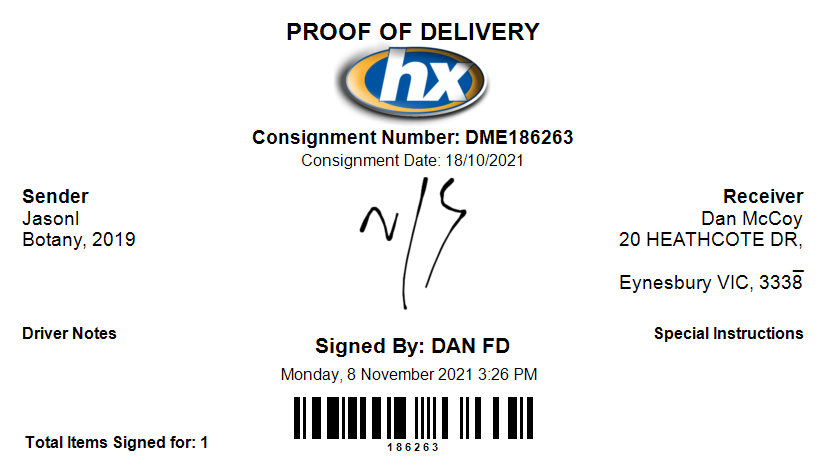 PROOF OF DELIVERY
hx
Consignment Number: DME186263
Consignment Date: 18/10/2021
Sender
JasonI
Botany, 2019
N/S
Receiver
Dan McCoy
20 HEATHCOTE DR,
Eynesbury VIC, 3338
Driver Notes
Signed By: DAN FD
Monday, 8 November 2021 3:26 PM
Special Instructions
Total Items Signed for: 1
186263